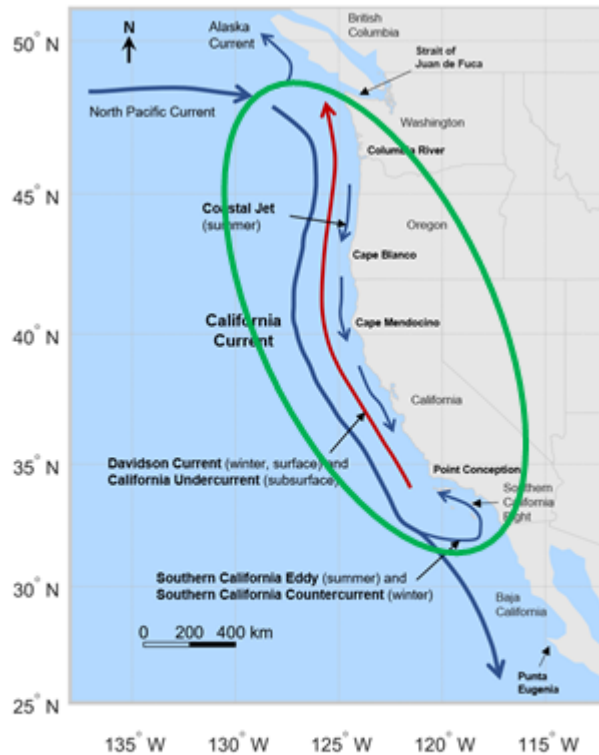 Alaska
Current
British
Columbia
N
50° N
Strait of
Juan de Fuca
North Pacific Current
Washington
Columbia River
45° N
Coastal Jet
(summer)
Oregon
Cape Blanco
California
Current
Cape Mendocino
40° N
California
Davidson Current (winter, surface) and
California Undercurrent (subsurface)
Point Conception
35° N
Southern
California
Bight
Southern California Eddy (summer) and
Southern California Countercurrent (winter)
30° N
Baja
California
0 200 400 km
Punta
Eugenia
25° N
135° W 130° W 125° W 120° W 115° W